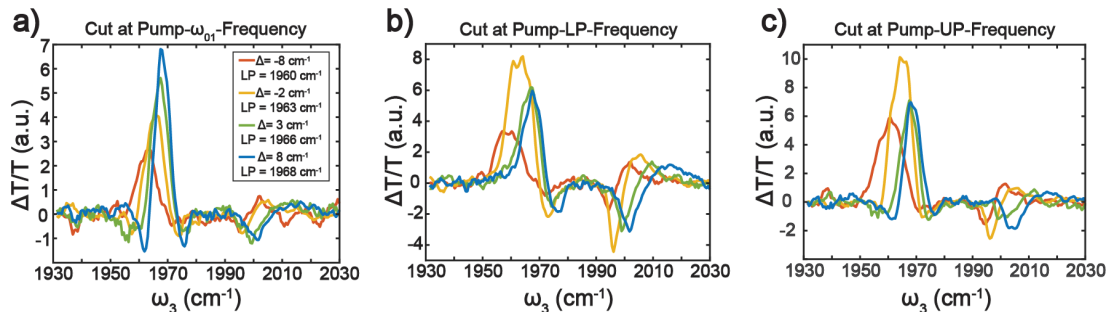 a)
Cut at Pump-ω₀₁-Frequency
7
6
5
4
3
2
1
0
-1
ΔT/T (a.u.)
Δ= -8 cm⁻¹
LP = 1960 cm⁻¹
Δ= -2 cm⁻¹
LP = 1963 cm⁻¹
Δ= 3 cm⁻¹
LP = 1966 cm⁻¹
Δ= 8 cm⁻¹
LP = 1968 cm⁻¹
1930 1950 1970 1990 2010 2030
ω₃ (cm⁻¹)
b)
Cut at Pump-LP-Frequency
8
6
4
2
0
-2
-4
ΔT/T (a.u.)
1930 1950 1970 1990 2010 2030
ω₃ (cm⁻¹)
c)
Cut at Pump-UP-Frequency
10
8
6
4
2
0
-2
ΔT/T (a.u.)
1930 1950 1970 1990 2010 2030
ω₃ (cm⁻¹)